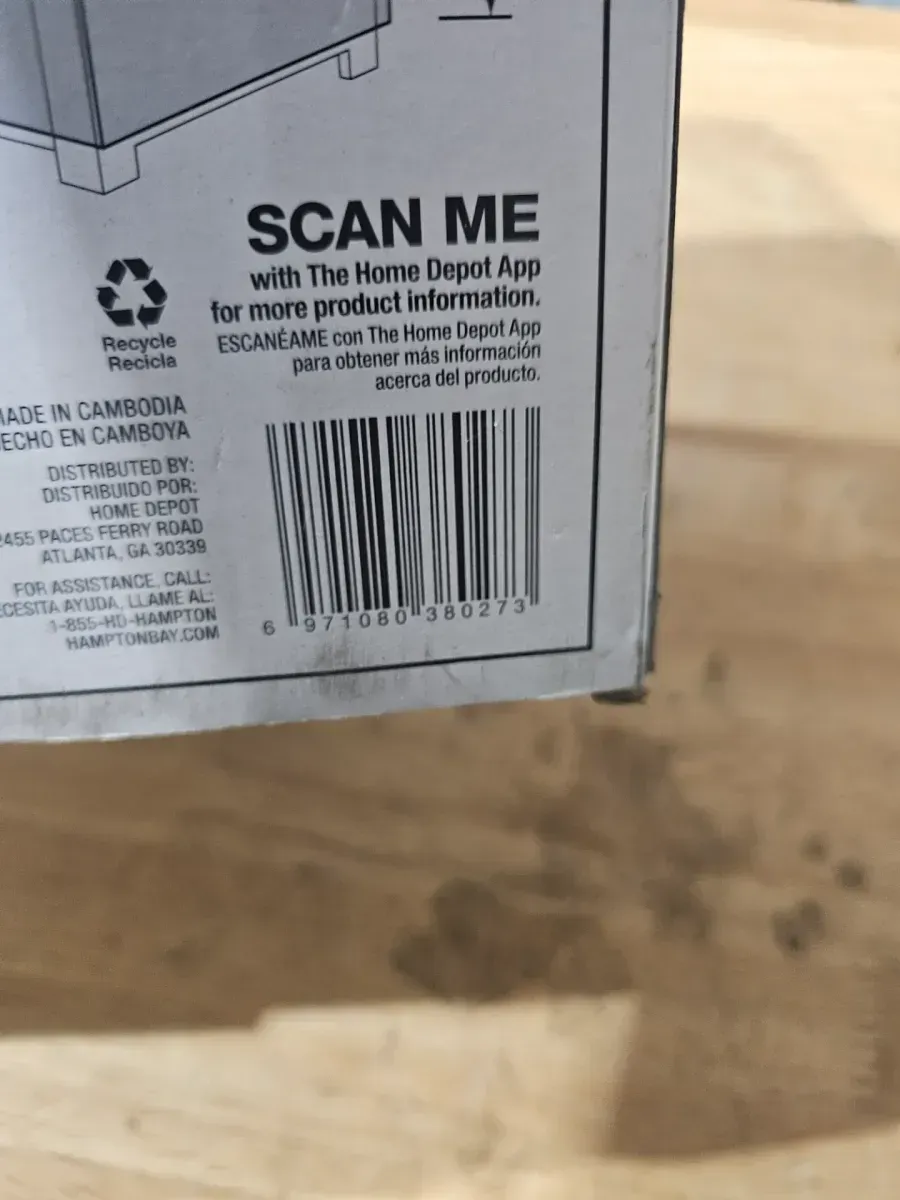 SCAN ME
with The Home Depot App
for more product information.
ESCANÉAME con The Home Depot App
para obtener más información
acerca del producto.
Recycle
Recicla
MADE IN CAMBODIA
HECHO EN CAMBOYA
DISTRIBUTED BY:
DISTRIBUIDO POR:
HOME DEPOT
2455 PACES FERRY ROAD
ATLANTA, GA 30339
FOR ASSISTANCE, CALL:
NECESITA AYUDA, LLAME AL:
1-855-HD-HAMPTON
HAMPTONBAY.COM
6 971080 380273